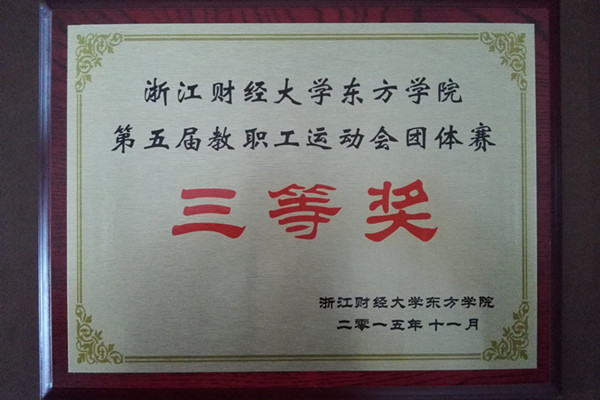 浙江财经大学东方学院
第五届教职工运动会团体赛
三等奖
浙江财经大学东方学院
二零一五年十一月